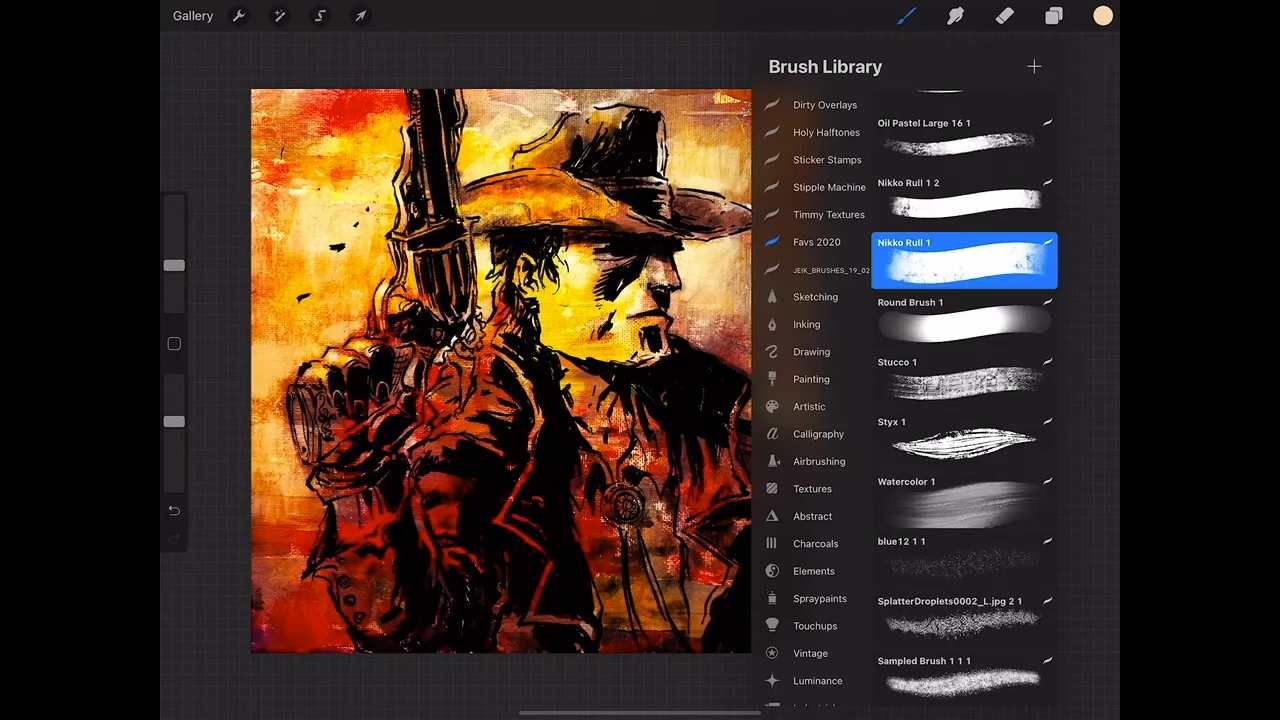 Gallery
Brush Library
Dirty Overlays
Holy Halftones
Sticker Stamps
Stipple Machine
Timmy Textures
Favs 2020
JEIK_BRUSHES_19_02
Sketching
Inking
Drawing
Painting
Artistic
Calligraphy
Airbrushing
Textures
Abstract
Charcoals
Elements
Spraypaints
Touchups
Vintage
Luminance
Oil Pastel Large 16 1
Nikko Rull 1 2
Nikko Rull 1
Round Brush 1
Stucco 1
Styx 1
Watercolor 1
blue12 1 1
SplatterDroplets0002_L.jpg 2 1
Sampled Brush 1 1 1